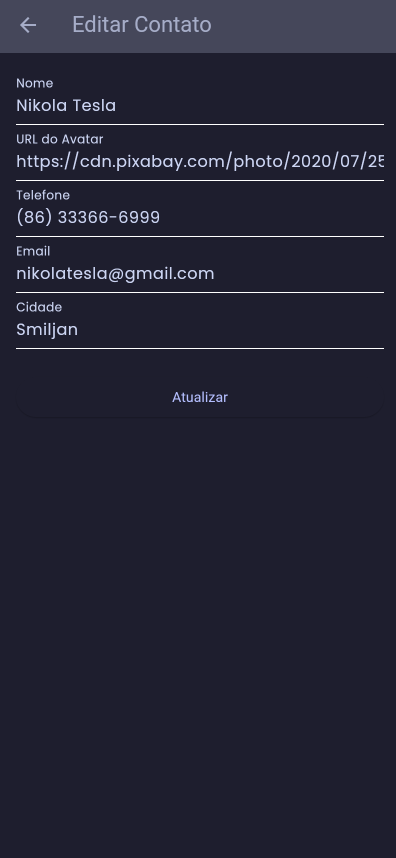 Editar Contato
Nome
Nikola Tesla
URL do Avatar
https://cdn.pixabay.com/photo/2020/07/25
Telefone
(86) 33366-6999
Email
nikolatesla@gmail.com
Cidade
Smiljan
Atualizar